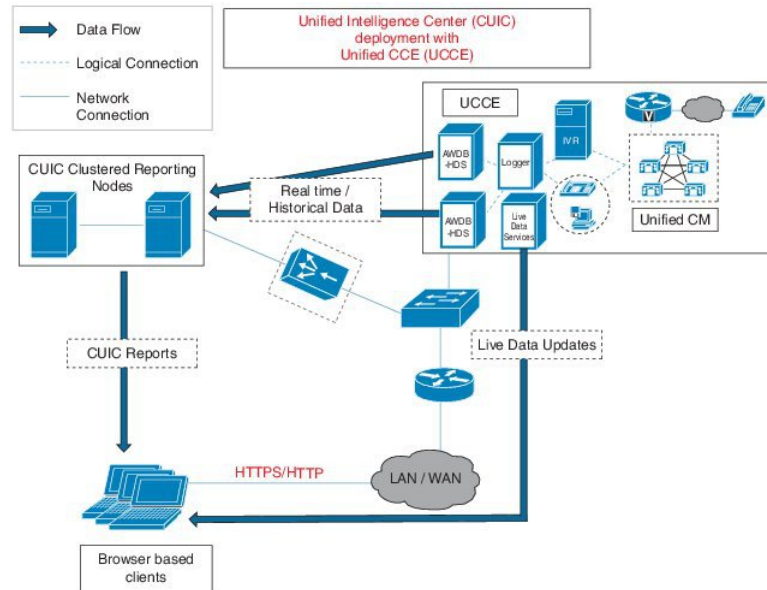 Data Flow
Logical Connection
Network
Connection
Unified Intelligence Center (CUIC)
deployment with
Unified CCE (UCCE)
UCCE
AWDB
-HDS
Logger
IVR
V
AWDB
-HDS
Live
Data
Services
Unified CM
CUIC Clustered Reporting
Nodes
Real time /
Historical Data
CUIC Reports
Live Data Updates
HTTPS/HTTP
LAN / WAN
Browser based
clients